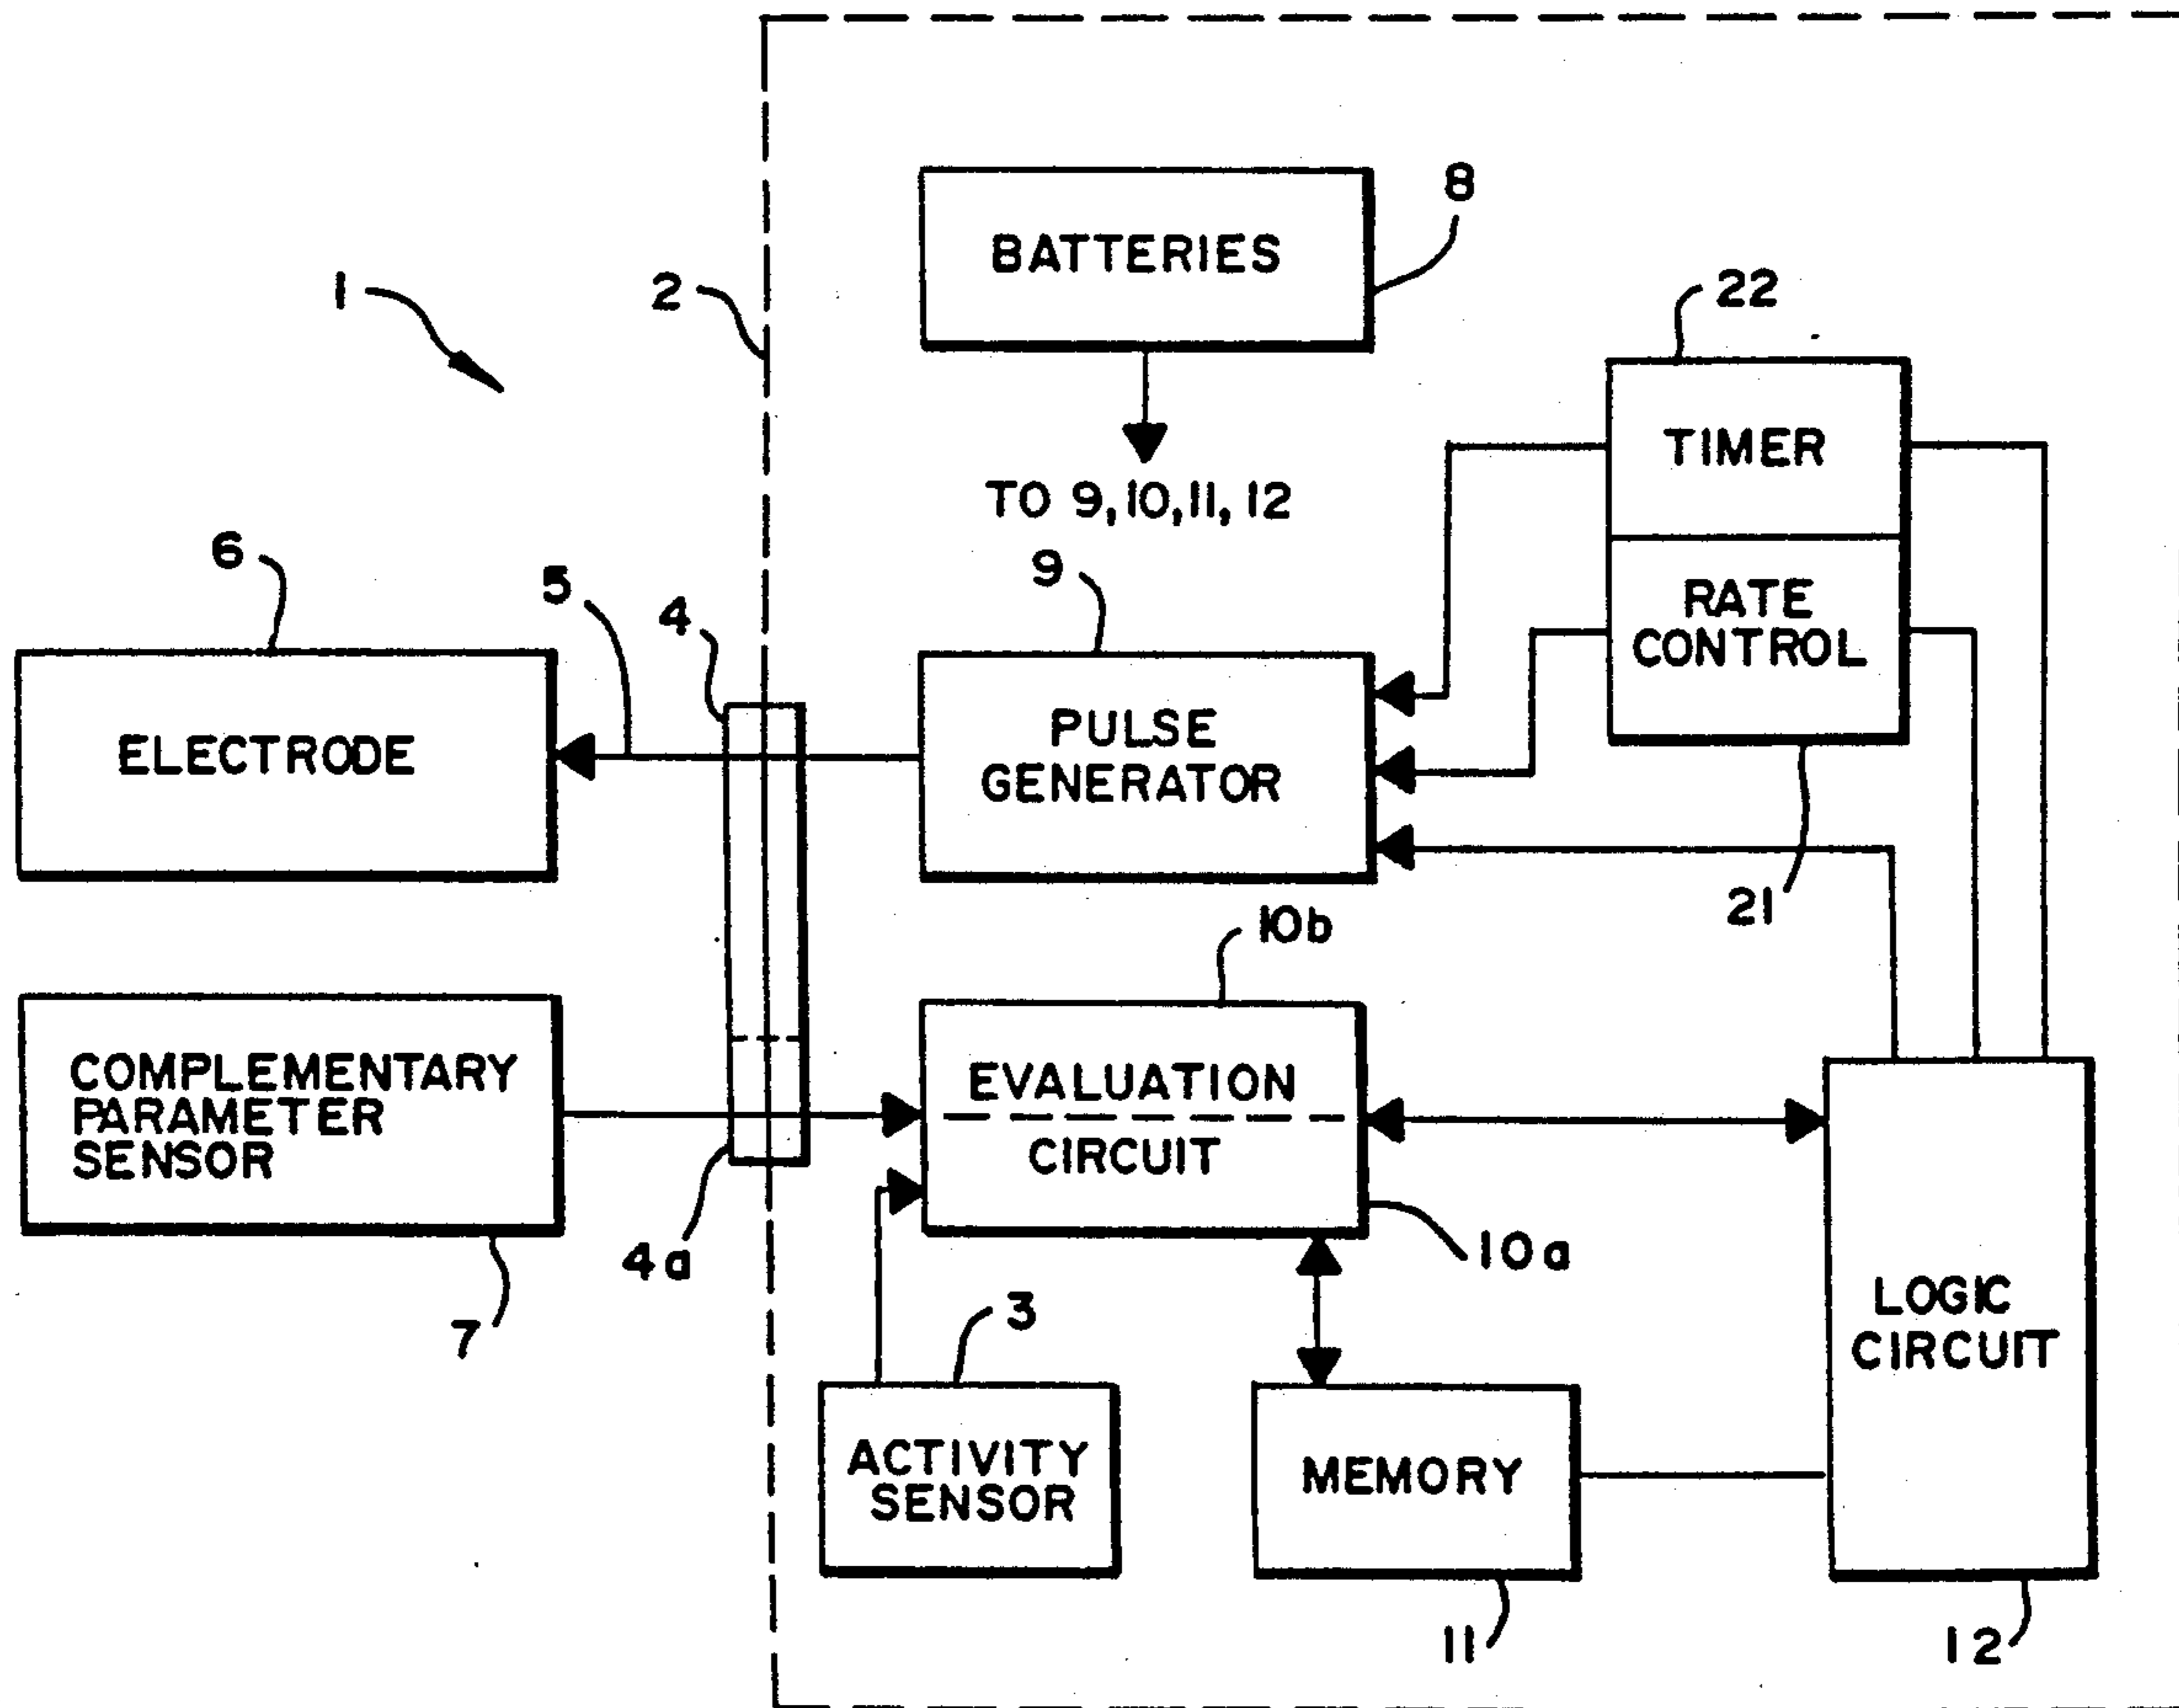 BATTERIES
8
1
2
22
TIMER
TO 9,10,11,12
6
5
4
9
RATE
CONTROL
ELECTRODE
PULSE
GENERATOR
21
10b
COMPLEMENTARY
PARAMETER
SENSOR
EVALUATION
CIRCUIT
4a
10a
7
3
LOGIC
CIRCUIT
ACTIVITY
SENSOR
MEMORY
11
12